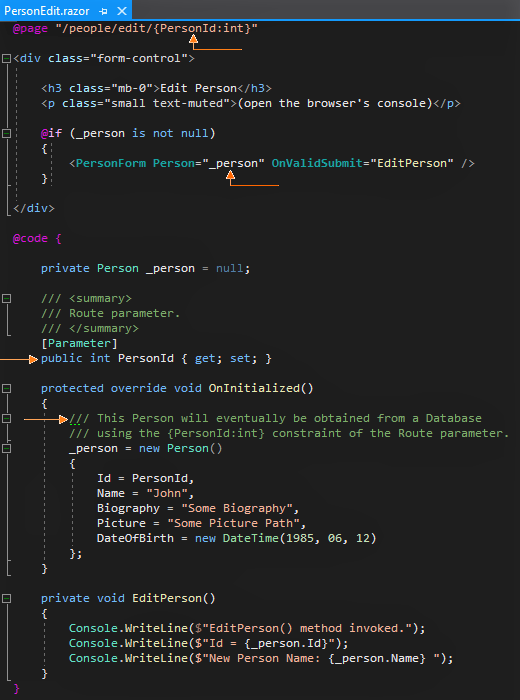 PersonEdit.razor
@page "/people/edit/{PersonId:int}"
<div class="form-control">
<h3 class="mb-0">Edit Person</h3>
<p class="small text-muted">(open the browser's console)</p>
@if (_person is not null)
{
<PersonForm Person="_person" OnValidSubmit="EditPerson" />
}
</div>
@code {
private Person _person = null;
/// <summary>
/// Route parameter.
/// </summary>
[Parameter]
public int PersonId { get; set; }
protected override void OnInitialized()
{
/// This Person will eventually be obtained from a Database
/// using the {PersonId:int} constraint of the Route parameter.
_person = new Person()
{
Id = PersonId,
Name = "John",
Biography = "Some Biography",
Picture = "Some Picture Path",
DateOfBirth = new DateTime(1985, 06, 12)
};
}
private void EditPerson()
{
Console.WriteLine($"EditPerson() method invoked.");
Console.WriteLine($"Id = {_person.Id}");
Console.WriteLine($"New Person Name: {_person.Name} ");
}
}